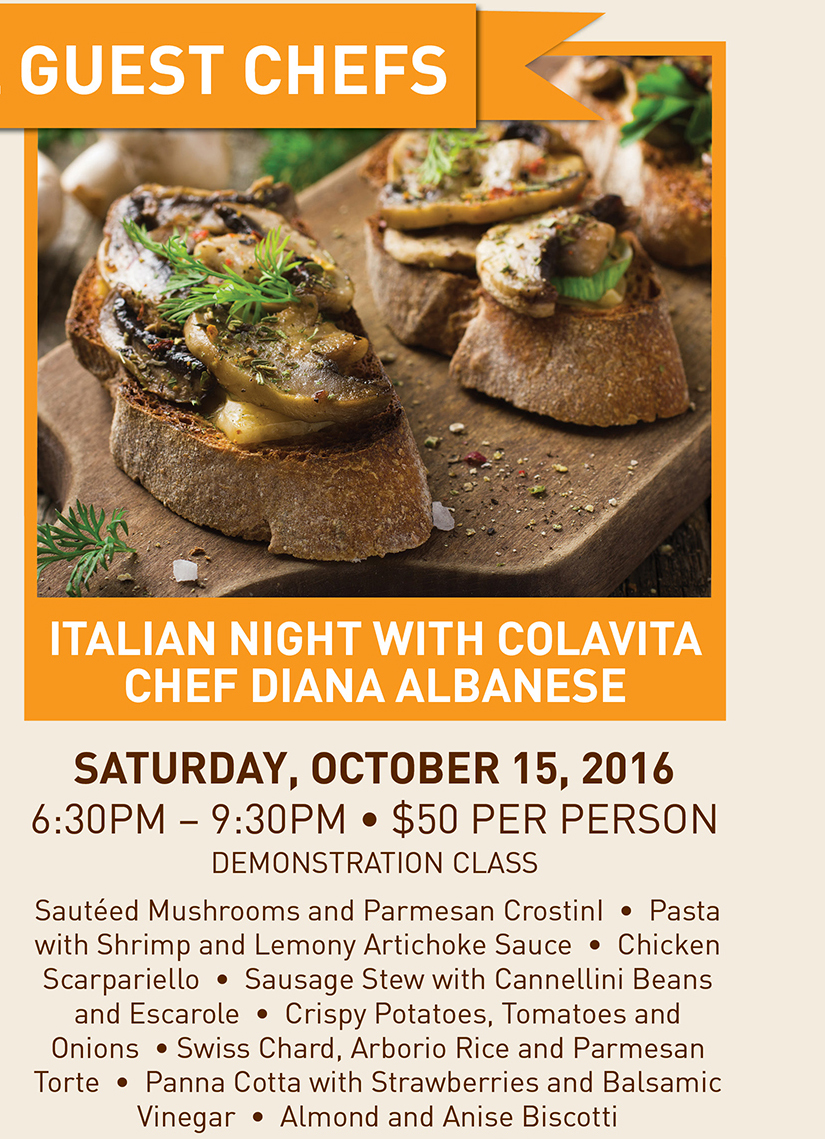 GUEST CHEFS
ITALIAN NIGHT WITH COLAVITA
CHEF DIANA ALBANESE
SATURDAY, OCTOBER 15, 2016
6:30PM – 9:30PM • $50 PER PERSON
DEMONSTRATION CLASS
Sautéed Mushrooms and Parmesan CrostinI • Pasta
with Shrimp and Lemony Artichoke Sauce • Chicken
Scarpariello • Sausage Stew with Cannellini Beans
and Escarole • Crispy Potatoes, Tomatoes and
Onions • Swiss Chard, Arborio Rice and Parmesan
Torte • Panna Cotta with Strawberries and Balsamic
Vinegar • Almond and Anise Biscotti